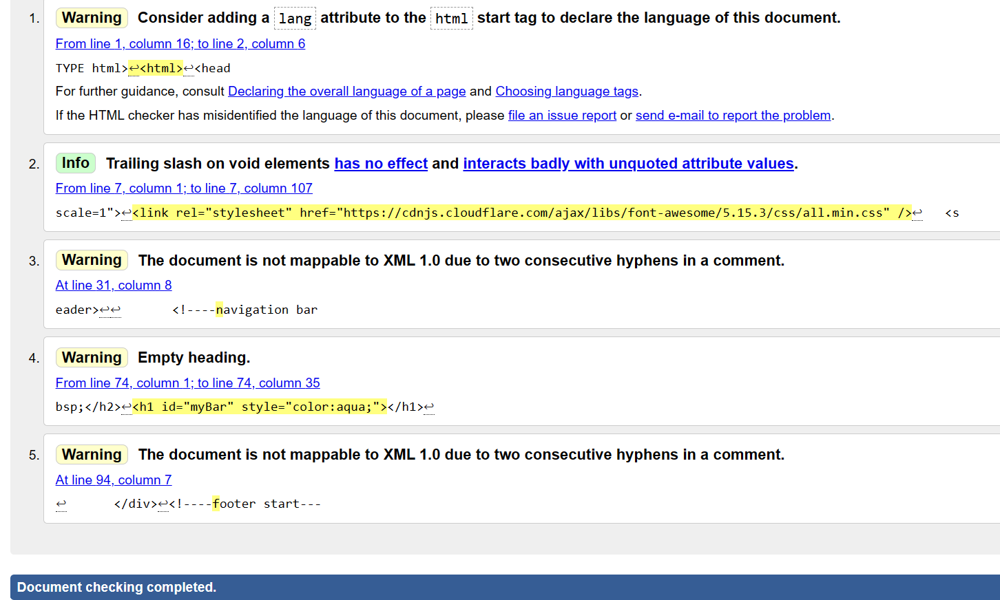 1. Warning Consider adding a lang attribute to the html start tag to declare the language of this document.
From line 1, column 16; to line 2, column 6
TYPE html>↩<html>↩<head
For further guidance, consult Declaring the overall language of a page and Choosing language tags.
If the HTML checker has misidentified the language of this document, please file an issue report or send e-mail to report the problem.
2. Info Trailing slash on void elements has no effect and interacts badly with unquoted attribute values.
From line 7, column 1; to line 7, column 107
scale=1">↩<link rel="stylesheet" href="https://cdnjs.cloudflare.com/ajax/libs/font-awesome/5.15.3/css/all.min.css" />↩   <s
3. Warning The document is not mappable to XML 1.0 due to two consecutive hyphens in a comment.
At line 31, column 8
eader>↩↩       <!----navigation bar
4. Warning Empty heading.
From line 74, column 1; to line 74, column 35
bsp;</h2>↩<h1 id="myBar" style="color:aqua;"></h1>↩
5. Warning The document is not mappable to XML 1.0 due to two consecutive hyphens in a comment.
At line 94, column 7
↩       </div>↩<!----footer start---
Document checking completed.